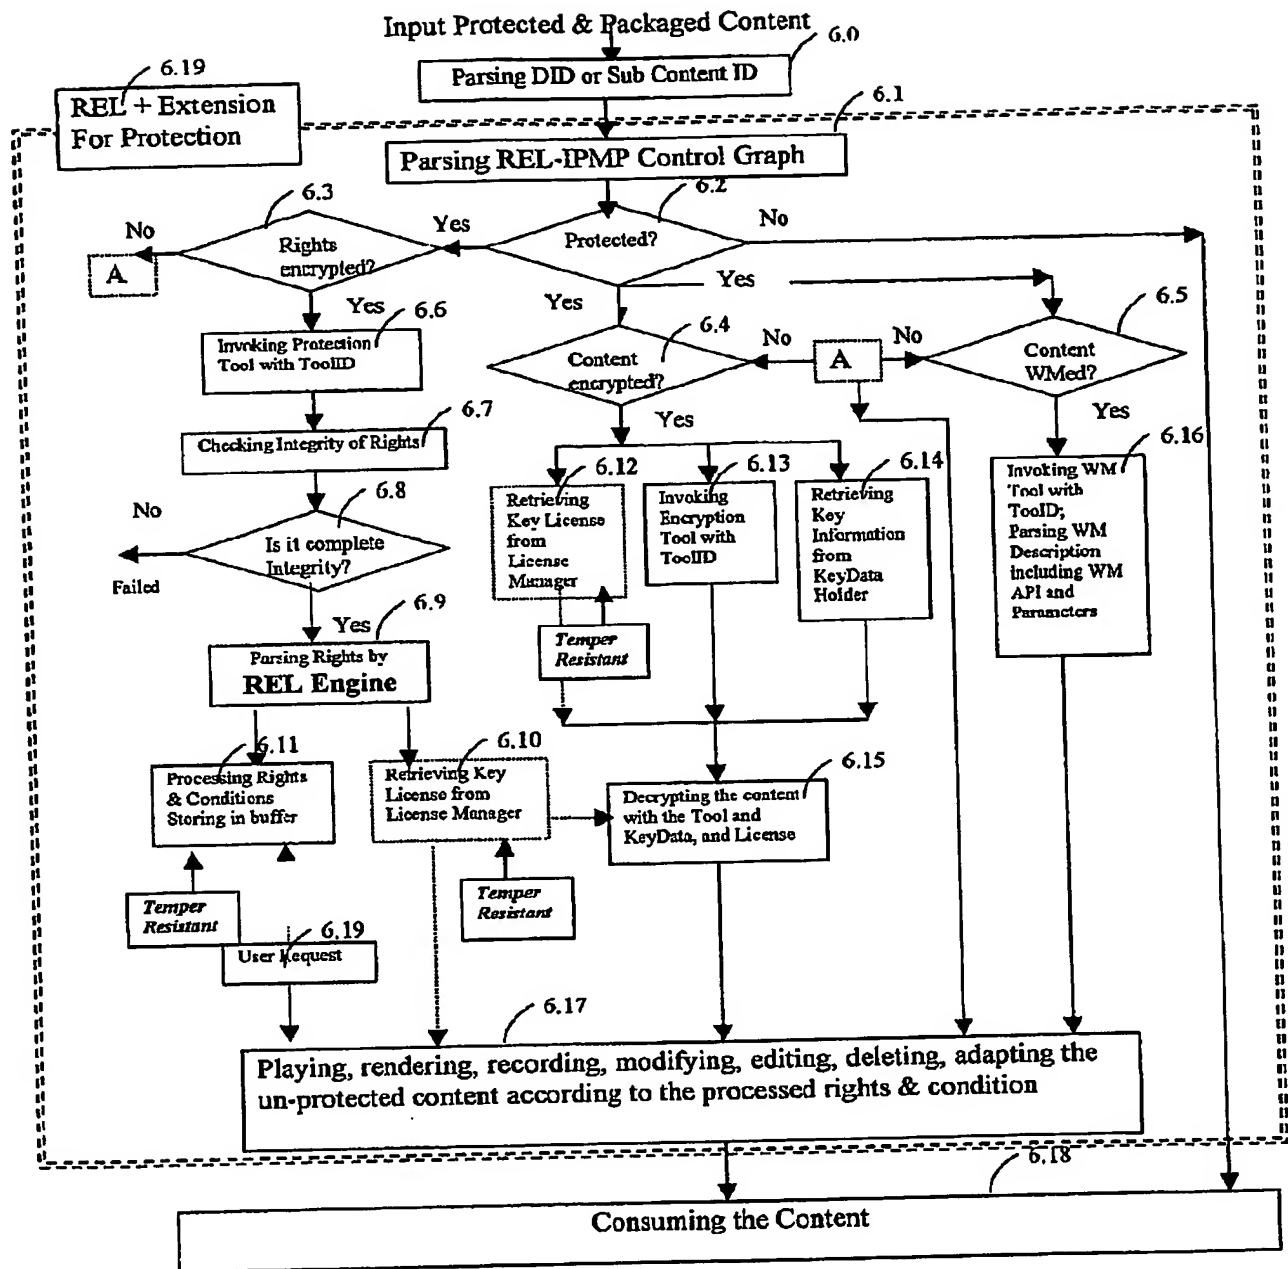 Input Protected & Packaged Content
6.0
Parsing DID or Sub Content ID
6.19
REL + Extension
For Protection
6.1
Parsing REL-IPMP Control Graph
6.2
6.3
No
Rights
encrypted?
Yes
Protected?
No
A
Yes
Yes
Yes
6.6
Invoking Protection
Tool with ToolID
6.4
Content
encrypted?
No
A
No
6.5
Content
WMed?
6.7
Checking Integrity of Rights
Yes
Yes
6.8
No
Is it complete
Integrity?
Failed
6.12
Retrieving
Key License
from
License
Manager
6.13
Invoking
Encryption
Tool with
ToolID
6.14
Retrieving
Key
Information
from
KeyData
Holder
6.16
Invoking WM
Tool with
ToolID;
Parsing WM
Description
including WM
API and
Parameters
Yes
6.9
Parsing Rights by
REL Engine
Temper
Resistant
6.11
Processing Rights
& Conditions
Storing in buffer
6.10
Retrieving Key
License from
License Manager
6.15
Decrypting the content
with the Tool and
KeyData, and License
Temper
Resistant
Temper
Resistant
6.19
User Request
6.17
Playing, rendering, recording, modifying, editing, deleting, adapting the
un-protected content according to the processed rights & condition
6.18
Consuming the Content